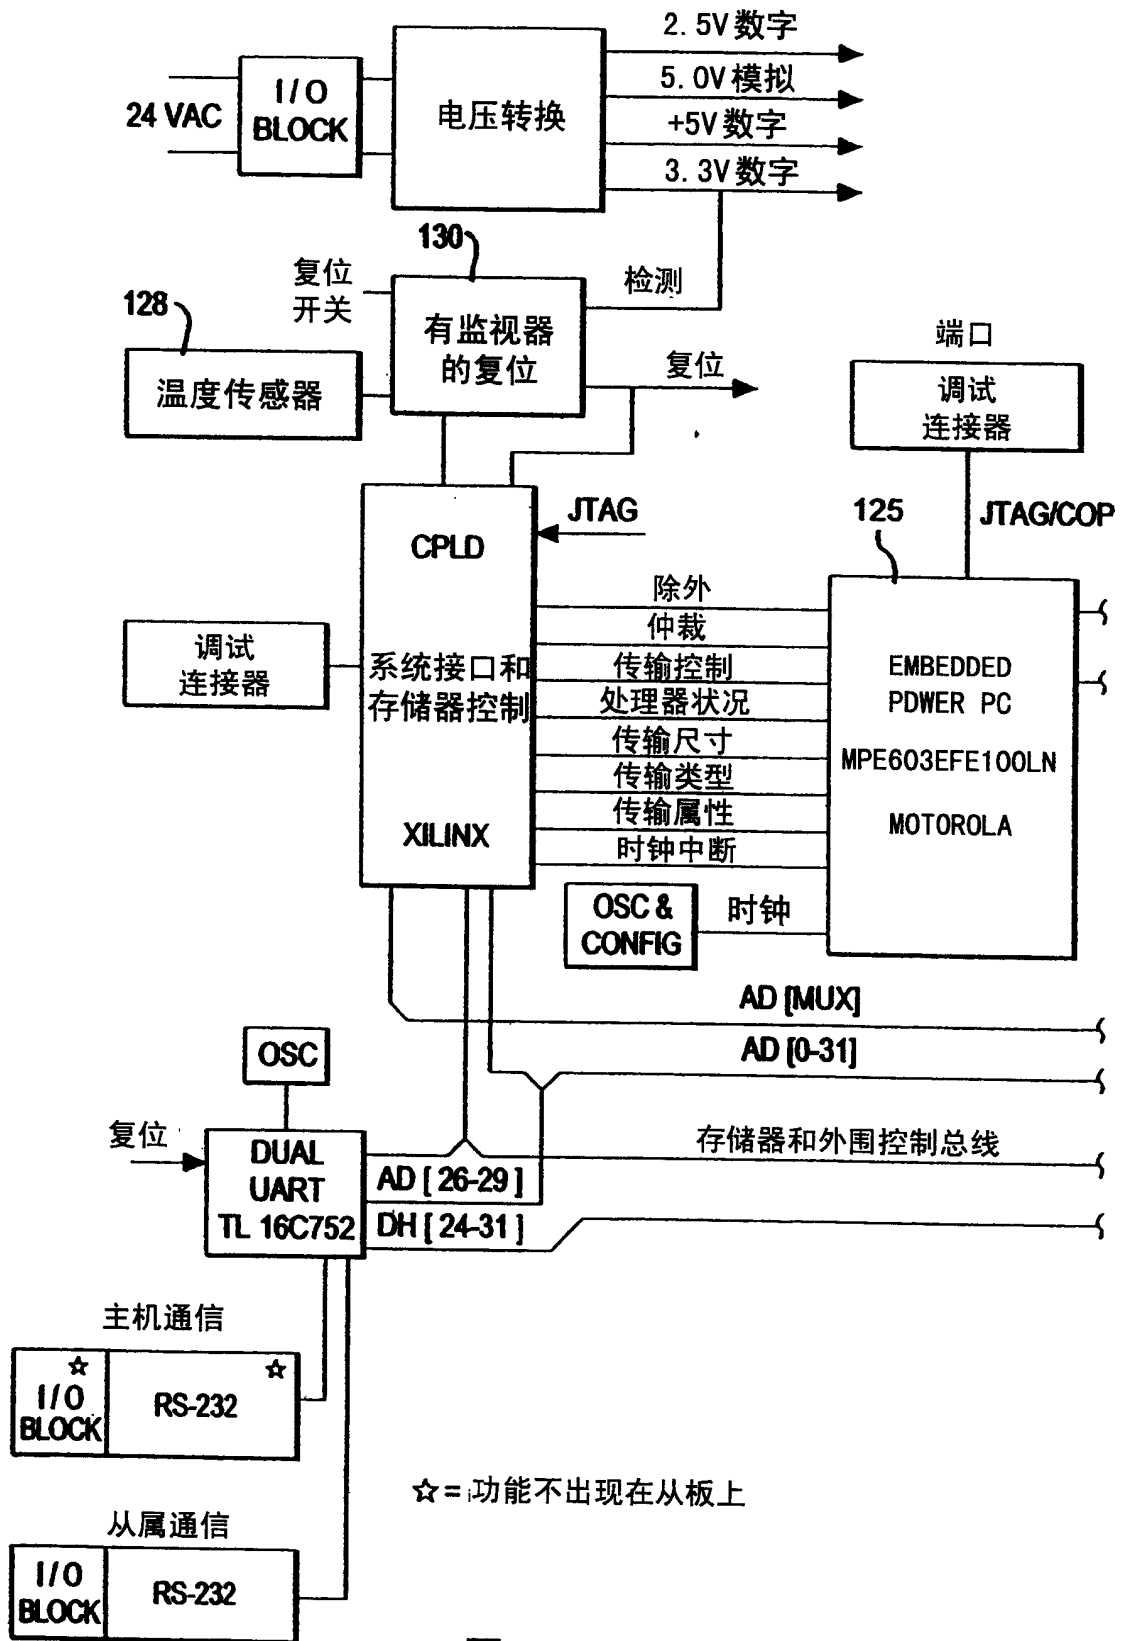 2.5V数字
5.0V模拟
+5V数字
3.3V数字
24 VAC
I/O
BLOCK
电压转换
130
复位
开关
检测
128
有监视器
的复位
温度传感器
复位
端口
调试
连接器
JTAG
JTAG/COP
125
CPLD
系统接口和
存储器控制
XILINX
调试
连接器
除外
仲裁
传输控制
处理器状况
传输尺寸
传输类型
传输属性
时钟中断
EMBEDDED
PDWER PC
MPE603EFE100LN
MOTOROLA
OSC &
CONFIG
时钟
AD [MUX]
AD [0-31]
OSC
复位
DUAL
UART
TL 16C752
存储器和外围控制总线
AD [ 26-29 ]
DH [ 24-31 ]
主机通信
☆
I/O
BLOCK
☆
RS-232
☆=功能不出现在从板上
从属通信
I/O
BLOCK
RS-232